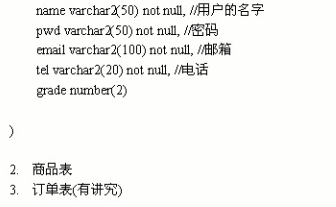 name varchar2(50) not null, //用户的名字
pwd varchar2(50) not null, //密码
email varchar2(100) not null, //邮箱
tel varchar2(20) not null, //电话
grade number(2)
)
2. 商品表
3. 订单表(有讲究)